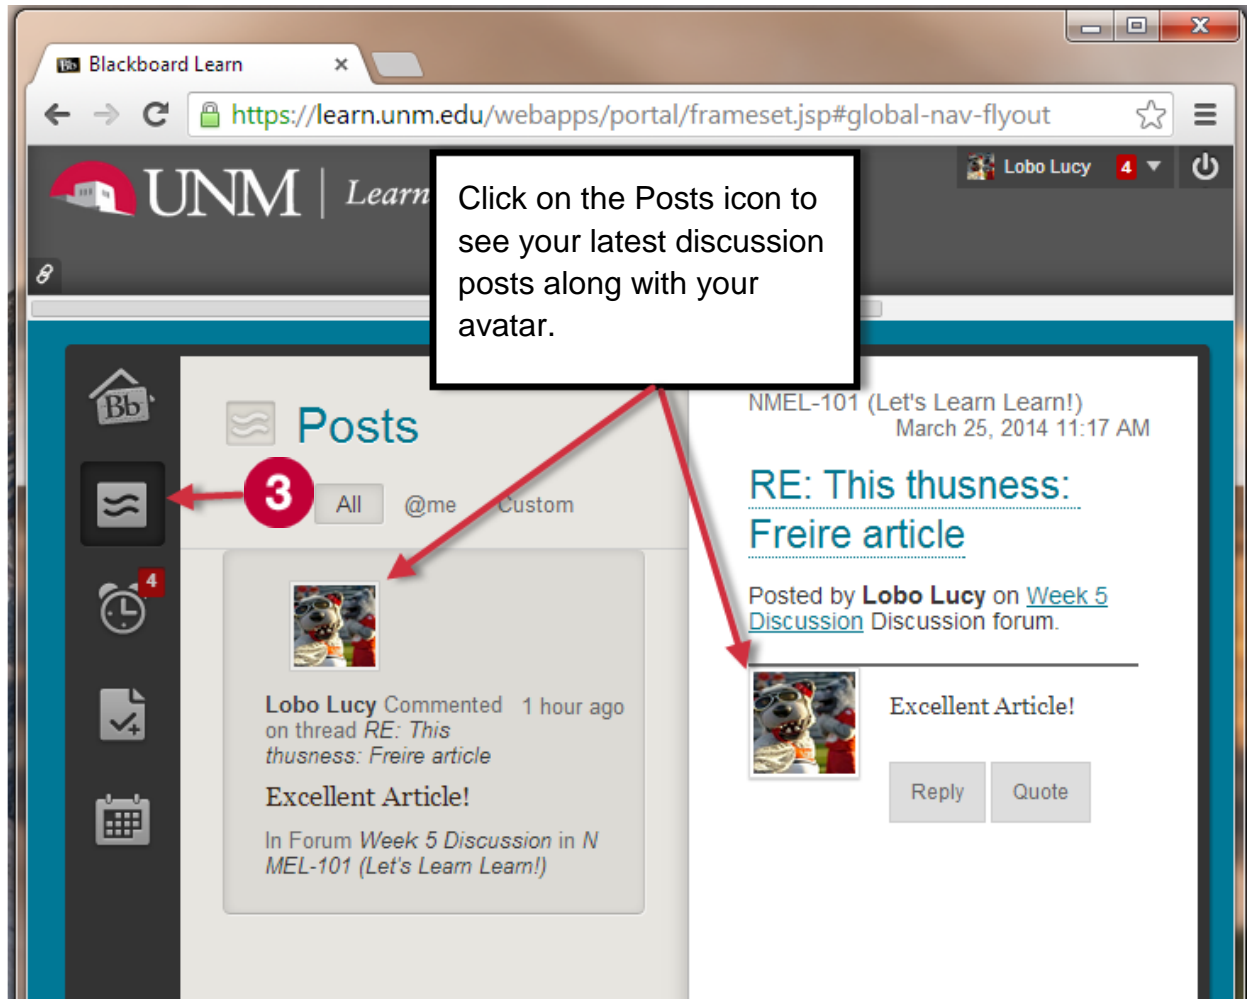 Blackboard Learn
https://learn.unm.edu/webapps/portal/frameset.jsp#global-nav-flyout
UNM | Learn
Lobo Lucy 4
Click on the Posts icon to
see your latest discussion
posts along with your
avatar.
Bb
4
3
Posts
All @me Custom
Lobo Lucy Commented 1 hour ago
on thread RE: This
thusness: Freire article
Excellent Article!
In Forum Week 5 Discussion in N
MEL-101 (Let's Learn Learn!)
NMEL-101 (Let's Learn Learn!)
March 25, 2014 11:17 AM
RE: This thusness:
Freire article
Posted by Lobo Lucy on Week 5
Discussion Discussion forum.
Excellent Article!
Reply Quote